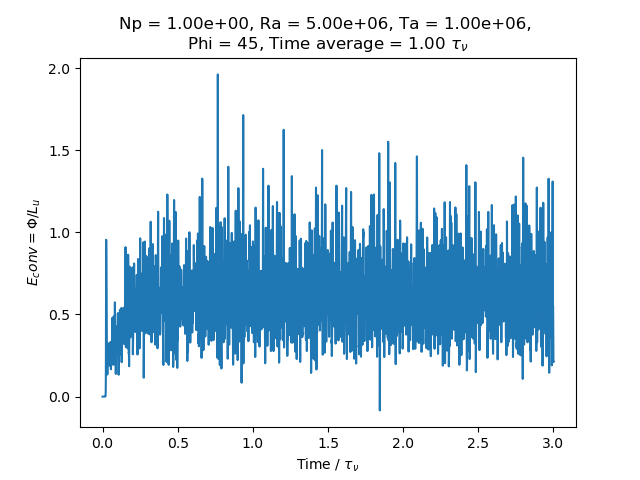 Np = 1.00e+00, Ra = 5.00e+06, Ta = 1.00e+06,
Phi = 45, Time average = 1.00 τ_ν
2.0
1.5
1.0
0.5
0.0
E_conv = Φ/L_u
0.0 0.5 1.0 1.5 2.0 2.5 3.0
Time / τ_ν